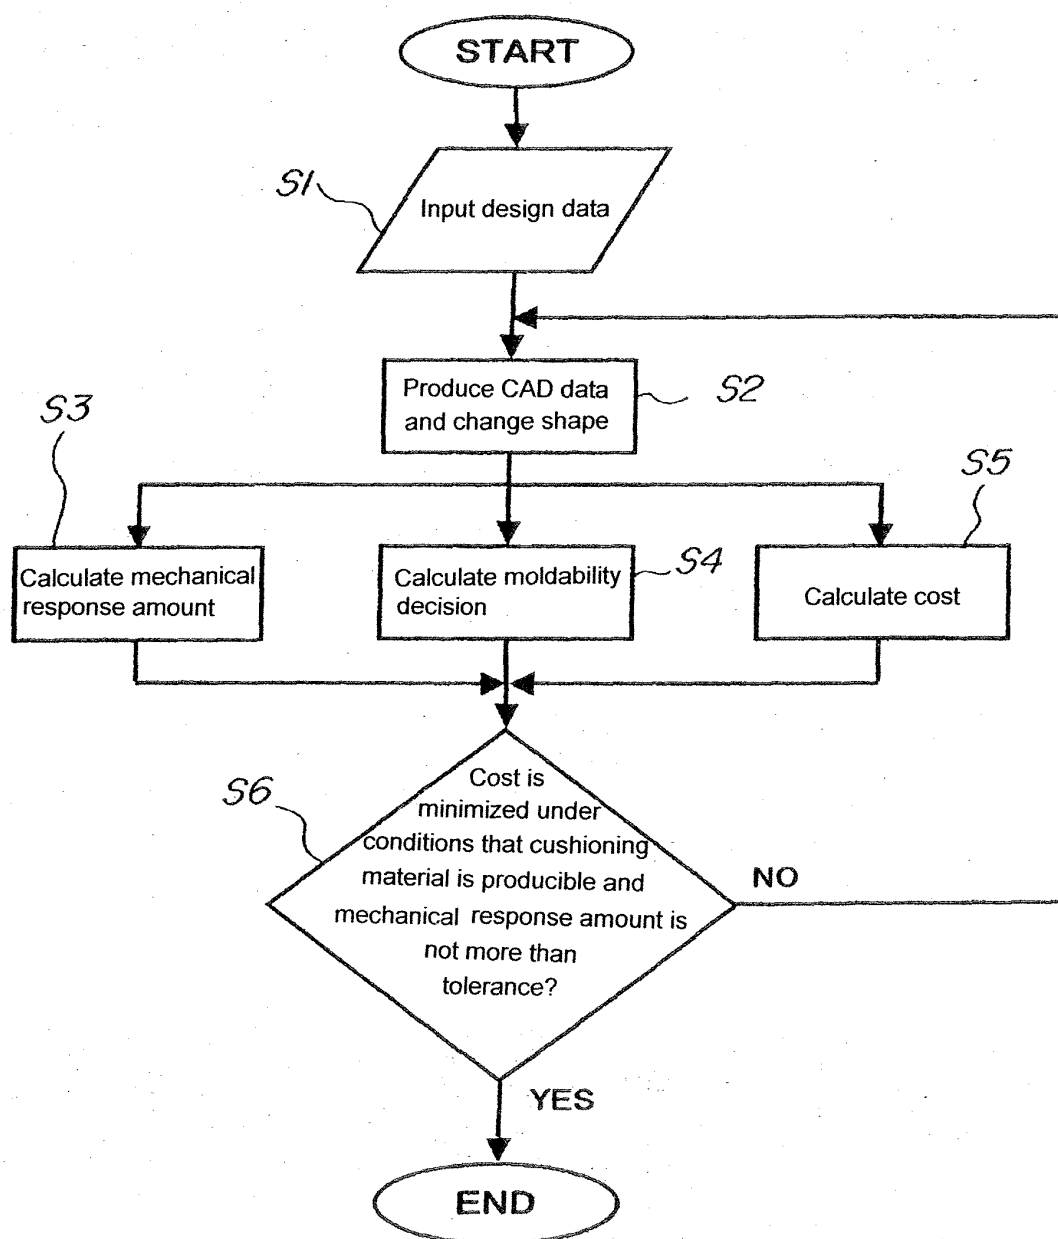 START
S1
Input design data
Produce CAD data
and change shape
S2
S3
S5
Calculate mechanical
response amount
Calculate moldability
decision
S4
Calculate cost
S6
Cost is
minimized under
conditions that cushioning
material is producible and
mechanical response amount is
not more than
tolerance?
NO
YES
END